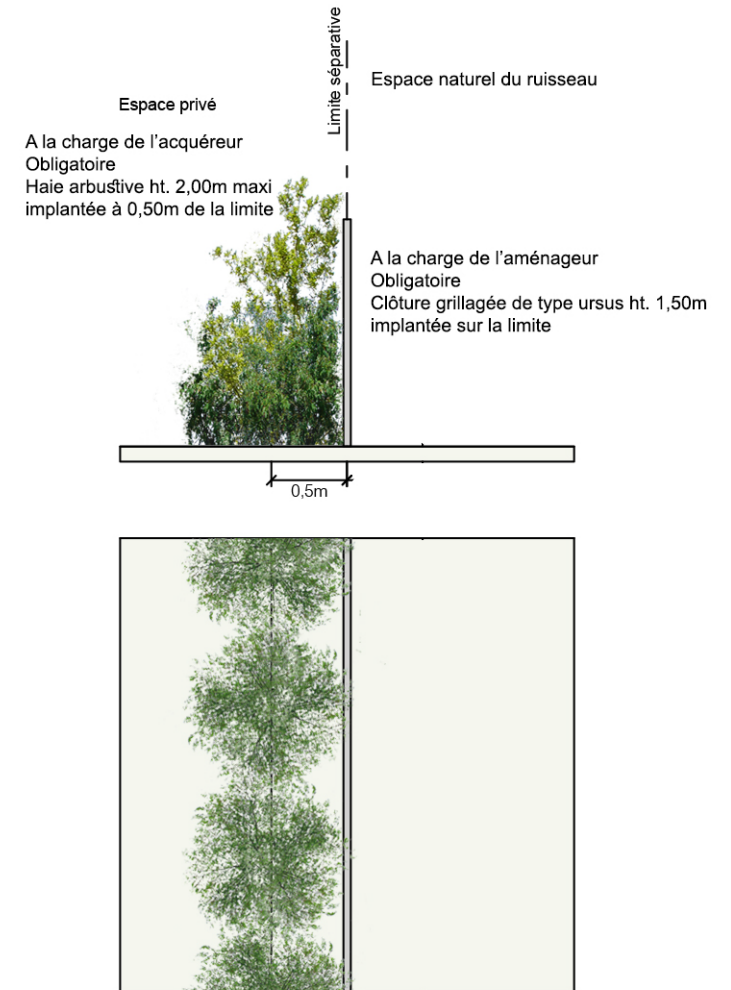 Limite séparative
Espace naturel du ruisseau
Espace privé
A la charge de l'acquéreur
Obligatoire
Haie arbustive ht. 2,00m maxi
implantée à 0,50m de la limite
A la charge de l'aménageur
Obligatoire
Clôture grillagée de type ursus ht. 1,50m
implantée sur la limite
0,5m